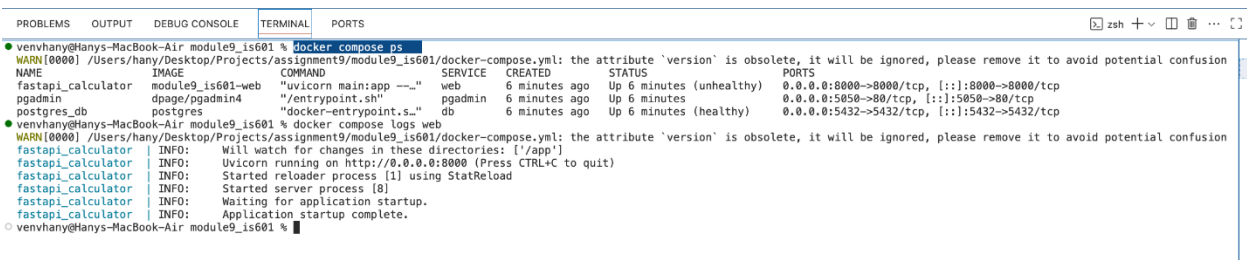 PROBLEMS OUTPUT DEBUG CONSOLE TERMINAL PORTS zsh
venvhany@Hanys-MacBook-Air module9_is601 % docker compose ps
WARN[0000] /Users/hany/Desktop/Projects/assignment9/module9_is601/docker-compose.yml: the attribute `version` is obsolete, it will be ignored, please remove it to avoid potential confusion
NAME IMAGE COMMAND SERVICE CREATED STATUS PORTS
fastapi_calculator module9_is601-web "uvicorn main:app --…" web 6 minutes ago Up 6 minutes (unhealthy) 0.0.0.0:8000->8000/tcp, [::]:8000->8000/tcp
pgadmin dpage/pgadmin4 "/entrypoint.sh" pgadmin 6 minutes ago Up 6 minutes 0.0.0.0:5050->80/tcp, [::]:5050->80/tcp
postgres_db postgres "docker-entrypoint.s…" db 6 minutes ago Up 6 minutes (healthy) 0.0.0.0:5432->5432/tcp, [::]:5432->5432/tcp
venvhany@Hanys-MacBook-Air module9_is601 % docker compose logs web
WARN[0000] /Users/hany/Desktop/Projects/assignment9/module9_is601/docker-compose.yml: the attribute `version` is obsolete, it will be ignored, please remove it to avoid potential confusion
fastapi_calculator | INFO: Will watch for changes in these directories: ['/app']
fastapi_calculator | INFO: Uvicorn running on http://0.0.0.0:8000 (Press CTRL+C to quit)
fastapi_calculator | INFO: Started reloader process [1] using StatReload
fastapi_calculator | INFO: Started server process [8]
fastapi_calculator | INFO: Waiting for application startup.
fastapi_calculator | INFO: Application startup complete.
venvhany@Hanys-MacBook-Air module9_is601 %